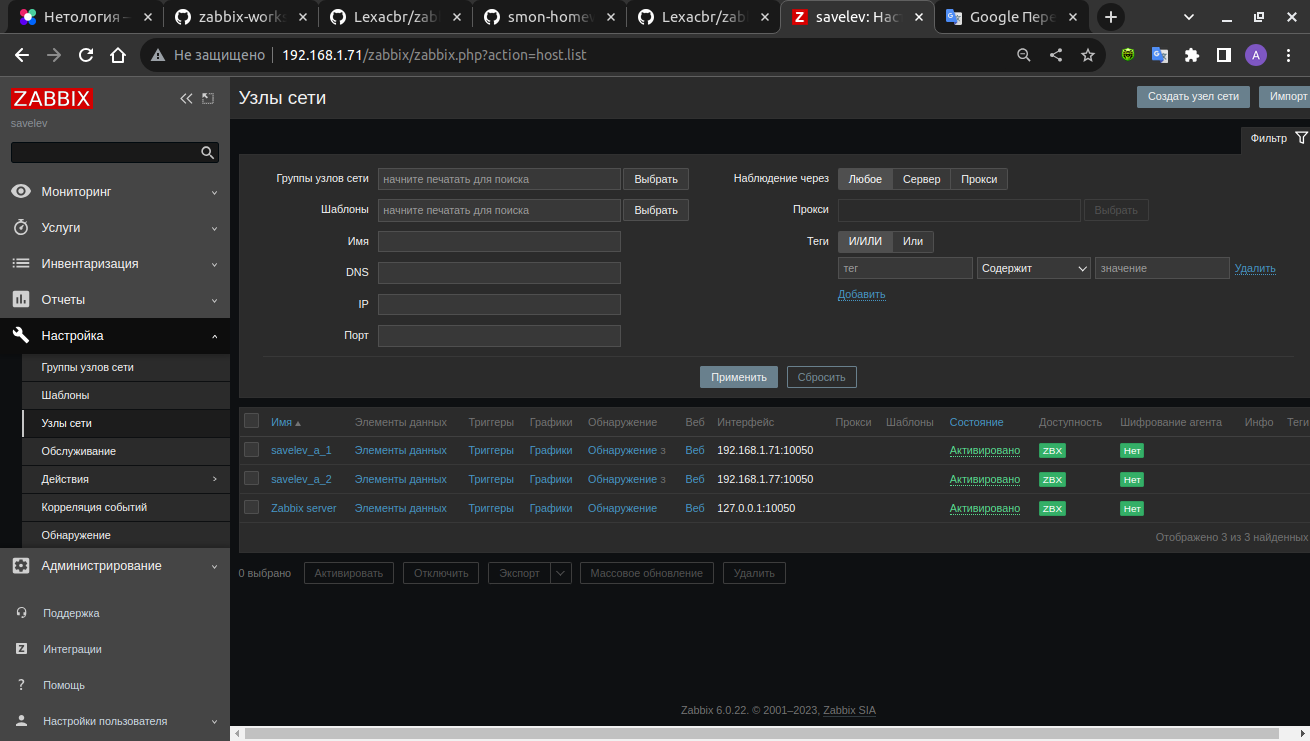 Нетология –
zabbix-works
Lexacbr/zab
smon-homew
Lexacbr/zab
Z savelev: Нас
Google Пере
Не защищено 192.168.1.71/zabbix/zabbix.php?action=host.list
A
ZABBIX
savelev
Мониторинг
Услуги
Инвентаризация
Отчеты
Настройка
Группы узлов сети
Шаблоны
Узлы сети
Обслуживание
Действия
Корреляция событий
Обнаружение
Администрирование
Поддержка
Z Интеграции
? Помощь
Настройки пользователя
Узлы сети
Создать узел сети Импорт
Фильтр
Группы узлов сети начните печатать для поиска Выбрать
Шаблоны начните печатать для поиска Выбрать
Имя
DNS
IP
Порт
Наблюдение через Любое Сервер Прокси
Прокси Выбрать
Теги И/ИЛИ Или
тег Содержит значение Удалить
Добавить
Применить Сбросить
Имя Элементы данных Триггеры Графики Обнаружение Веб Интерфейс Прокси Шаблоны Состояние Доступность Шифрование агента Инфо Теги
savelev_a_1 Элементы данных Триггеры Графики Обнаружение 3 Веб 192.168.1.71:10050 Активировано ZBX Нет
savelev_a_2 Элементы данных Триггеры Графики Обнаружение 3 Веб 192.168.1.77:10050 Активировано ZBX Нет
Zabbix server Элементы данных Триггеры Графики Обнаружение Веб 127.0.0.1:10050 Активировано ZBX Нет
Отображено 3 из 3 найденных
0 выбрано Активировать Отключить Экспорт Массовое обновление Удалить
Zabbix 6.0.22. © 2001–2023, Zabbix SIA